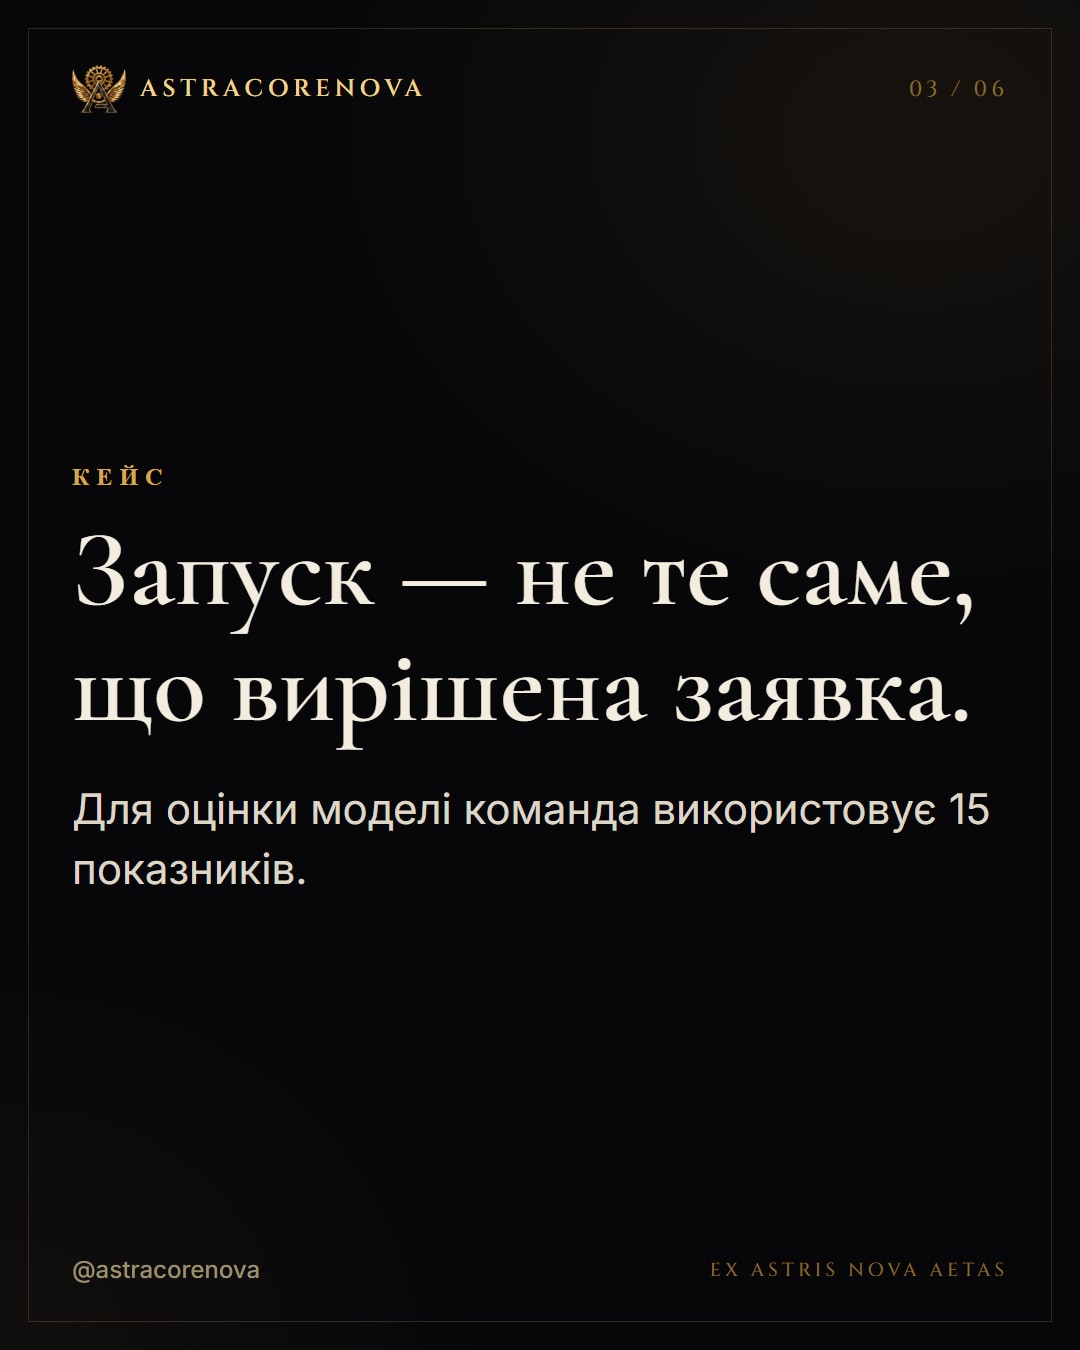 ASTRACORENOVA
03 / 06
КЕЙС
Запуск — не те саме,
що вирішена заявка.
Для оцінки моделі команда використовує 15
показників.
@astracorenova
EX ASTRIS NOVA AETAS